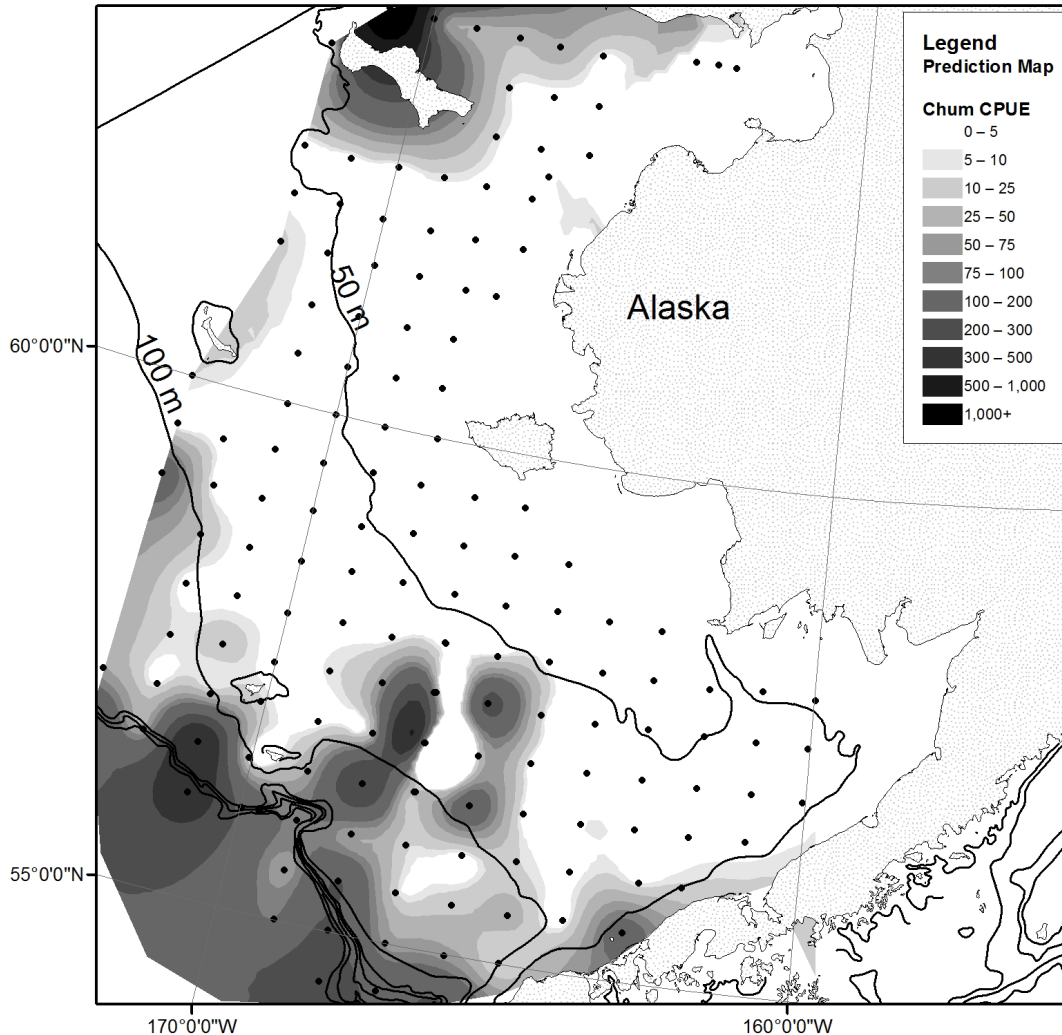 Legend
Prediction Map
Chum CPUE
0 – 5
5 – 10
10 – 25
25 – 50
50 – 75
75 – 100
100 – 200
200 – 300
300 – 500
500 – 1,000
1,000+
Alaska
50 m
60°0'0"N
100 m
55°0'0"N
170°0'0"W
160°0'0"W